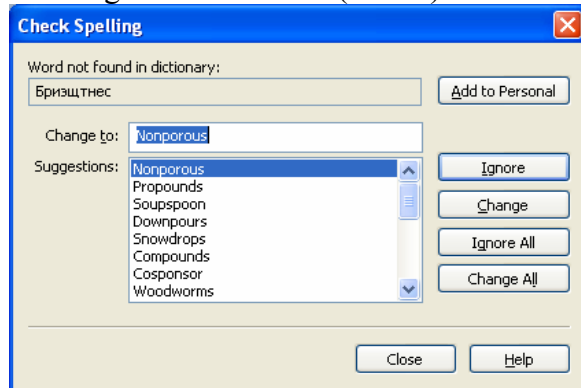 Check Spelling
Word not found in dictionary:
Бриэщтнес
Add to Personal
Change to:
Nonporous
Suggestions:
Nonporous
Propounds
Soupspoon
Downpours
Snowdrops
Compounds
Cosponsor
Woodworms
Ignore
Change
Ignore All
Change All
Close
Help